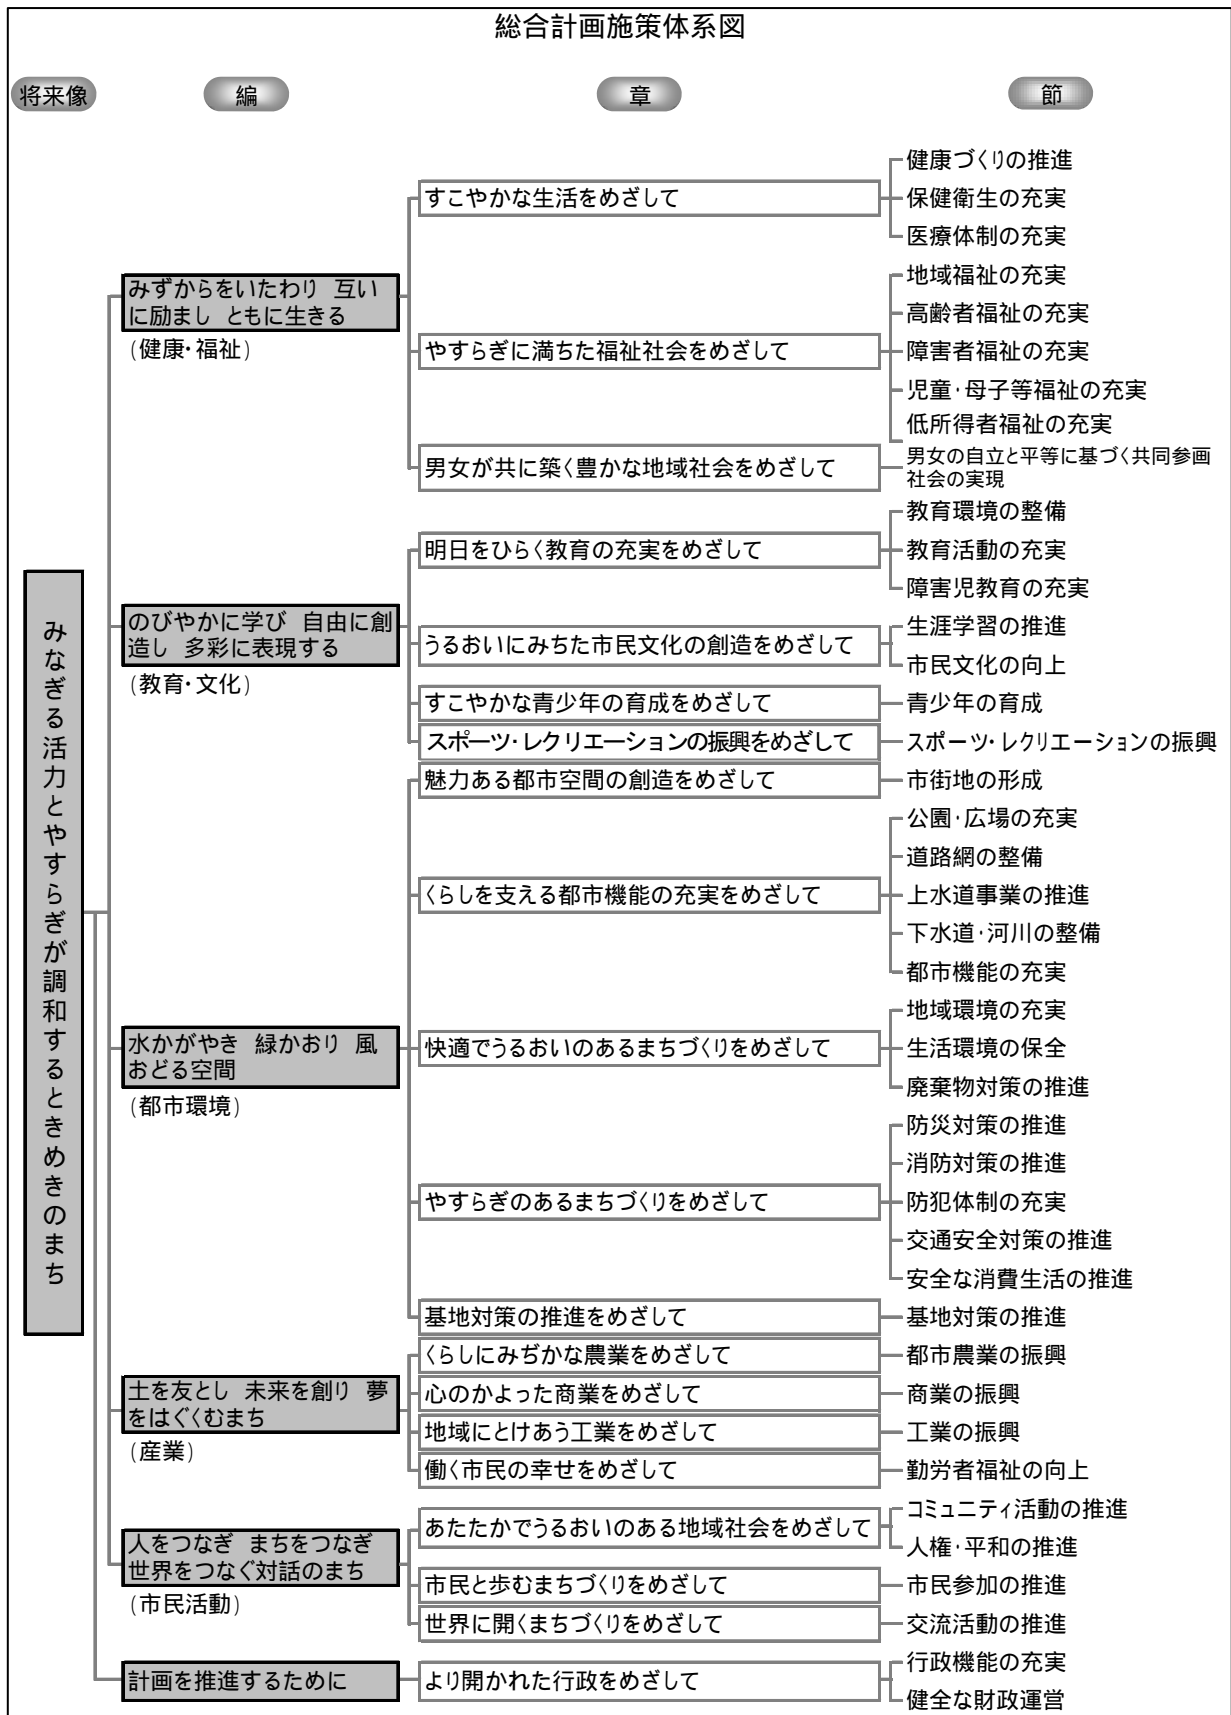 総合計画施策体系図
将来像
編
章
節
みなぎる活力とやすらぎが調和するときめきのまち
みずからをいたわり 互い
に励まし ともに生きる
(健康・福祉)
すこやかな生活をめざして
健康づくりの推進
保健衛生の充実
医療体制の充実
やすらぎに満ちた福祉社会をめざして
地域福祉の充実
高齢者福祉の充実
障害者福祉の充実
児童・母子等福祉の充実
低所得者福祉の充実
男女が共に築く豊かな地域社会をめざして
男女の自立と平等に基づく共同参画
社会の実現
のびやかに学び 自由に創
造し 多彩に表現する
(教育・文化)
明日をひらく教育の充実をめざして
教育環境の整備
教育活動の充実
障害児教育の充実
うるおいにみちた市民文化の創造をめざして
生涯学習の推進
市民文化の向上
すこやかな青少年の育成をめざして
青少年の育成
スポーツ・レクリエーションの振興をめざして
スポーツ・レクリエーションの振興
水かがやき 緑かおり 風
おどる空間
(都市環境)
魅力ある都市空間の創造をめざして
市街地の形成
くらしを支える都市機能の充実をめざして
公園・広場の充実
道路網の整備
上水道事業の推進
下水道・河川の整備
都市機能の充実
快適でうるおいのあるまちづくりをめざして
地域環境の充実
生活環境の保全
廃棄物対策の推進
やすらぎのあるまちづくりをめざして
防災対策の推進
消防対策の推進
防犯体制の充実
交通安全対策の推進
安全な消費生活の推進
基地対策の推進をめざして
基地対策の推進
土を友とし 未来を創り 夢
をはぐくむまち
(産業)
くらしにみぢかな農業をめざして
都市農業の振興
心のかよった商業をめざして
商業の振興
地域にとけあう工業をめざして
工業の振興
働く市民の幸せをめざして
勤労者福祉の向上
人をつなぎ まちをつなぎ
世界をつなぐ対話のまち
(市民活動)
あたたかでうるおいのある地域社会をめざして
コミュニティ活動の推進
人権・平和の推進
市民と歩むまちづくりをめざして
市民参加の推進
世界に開くまちづくりをめざして
交流活動の推進
計画を推進するために
より開かれた行政をめざして
行政機能の充実
健全な財政運営